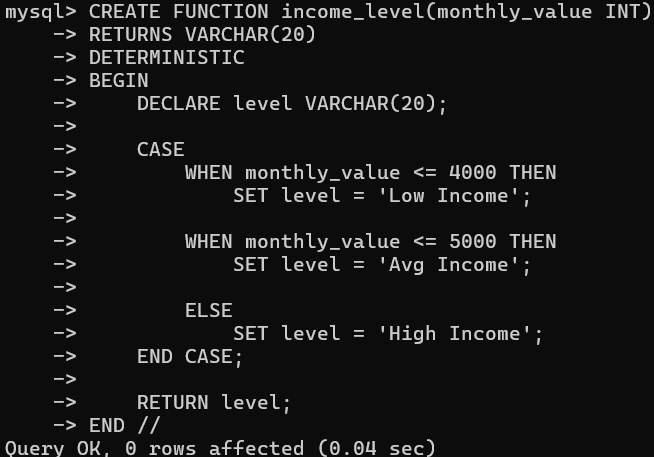 mysql> CREATE FUNCTION income_level(monthly_value INT)
    -> RETURNS VARCHAR(20)
    -> DETERMINISTIC
    -> BEGIN
    ->     DECLARE level VARCHAR(20);
    ->
    ->     CASE
    ->         WHEN monthly_value <= 4000 THEN
    ->             SET level = 'Low Income';
    ->
    ->         WHEN monthly_value <= 5000 THEN
    ->             SET level = 'Avg Income';
    ->
    ->         ELSE
    ->             SET level = 'High Income';
    ->     END CASE;
    ->
    ->     RETURN level;
    -> END //
Query OK, 0 rows affected (0.04 sec)